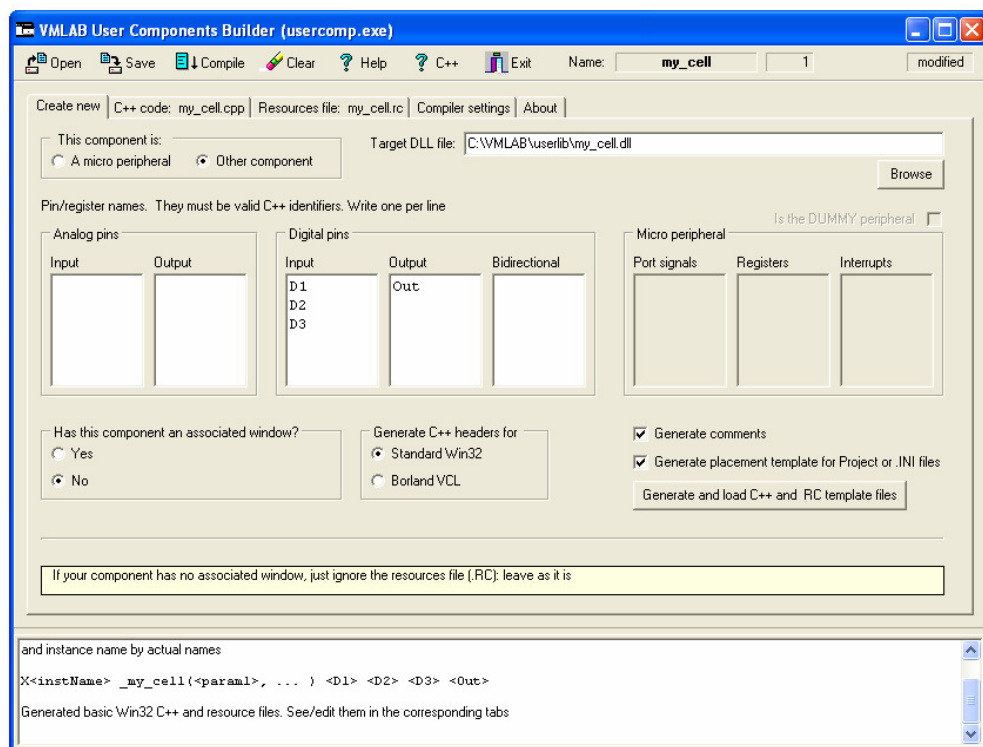 VMLAB User Components Builder (usercomp.exe)
Open Save Compile Clear Help C++ Exit Name: my_cell 1 modified
Create new C++ code: my_cell.cpp Resources file: my_cell.rc Compiler settings About
This component is:
A micro peripheral Other component
Target DLL file: C:\VMLAB\userlib\my_cell.dll
Browse
Pin/register names. They must be valid C++ identifiers. Write one per line
Is the DUMMY peripheral
Analog pins Digital pins Micro peripheral
Input Output Input Output Bidirectional Port signals Registers Interrupts
D1 Out
D2
D3
Has this component an associated window?
Yes
No
Generate C++ headers for
Standard Win32
Borland VCL
Generate comments
Generate placement template for Project or .INI files
Generate and load C++ and RC template files
If your component has no associated window, just ignore the resources file (.RC): leave as it is
and instance name by actual names
X<instName> _my_cell(<param1>, ... ) <D1> <D2> <D3> <Out>
Generated basic Win32 C++ and resource files. See/edit them in the corresponding tabs